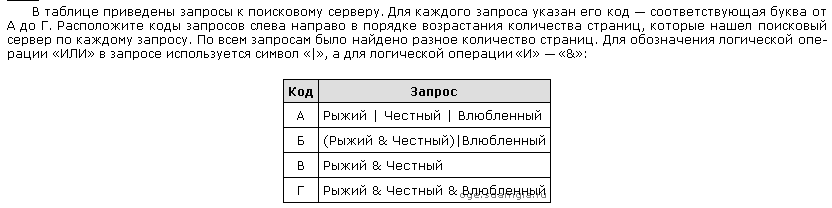 В таблице приведены запросы к поисковому серверу. Для каждого запроса указан его код — соответствующая буква от
А до Г. Расположите коды запросов слева направо в порядке возрастания количества страниц, которые нашел поисковый
сервер по каждому запросу. По всем запросам было найдено разное количество страниц. Для обозначения логической опе-
рации «ИЛИ» в запросе используется символ «|», а для логической операции «И» — «&»:
Код Запрос
А Рыжий | Честный | Влюбленный
Б (Рыжий & Честный)|Влюбленный
В Рыжий & Честный
Г Рыжий & Честный & Влюбленный